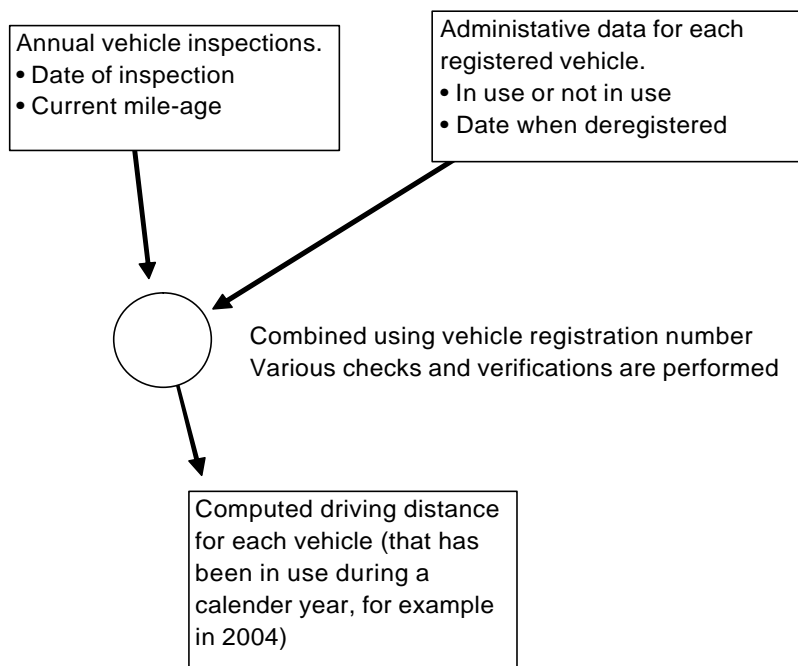 Annual vehicle inspections.
• Date of inspection
• Current mile-age
Administative data for each
registered vehicle.
• In use or not in use
• Date when deregistered
Combined using vehicle registration number
Various checks and verifications are performed
Computed driving distance
for each vehicle (that has
been in use during a
calender year, for example
in 2004)